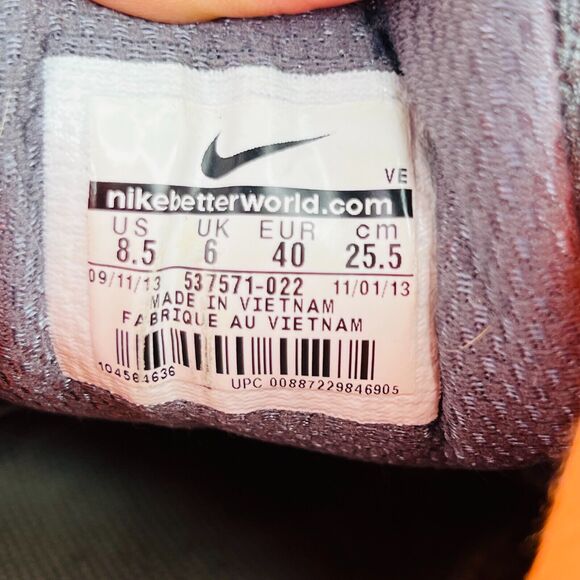 VE
nikebetterworld.com
US UK EUR cm
8.5 6 40 25.5
09/11/13 537571-022 11/01/13
MADE IN VIETNAM
FABRIQUE AU VIETNAM
104564636 UPC 00887229846905